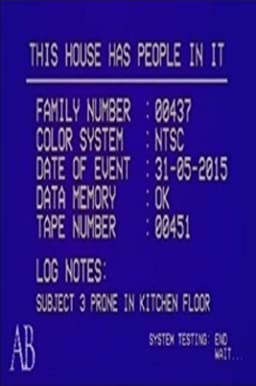 THIS HOUSE HAS PEOPLE IN IT
FAMILY NUMBER : 00437
COLOR SYSTEM : NTSC
DATE OF EVENT : 31-05-2015
DATA MEMORY : OK
TAPE NUMBER : 00451
LOG NOTES:
SUBJECT 3 PRONE IN KITCHEN FLOOR
SYSTEM TESTING: END
WAIT...
AB